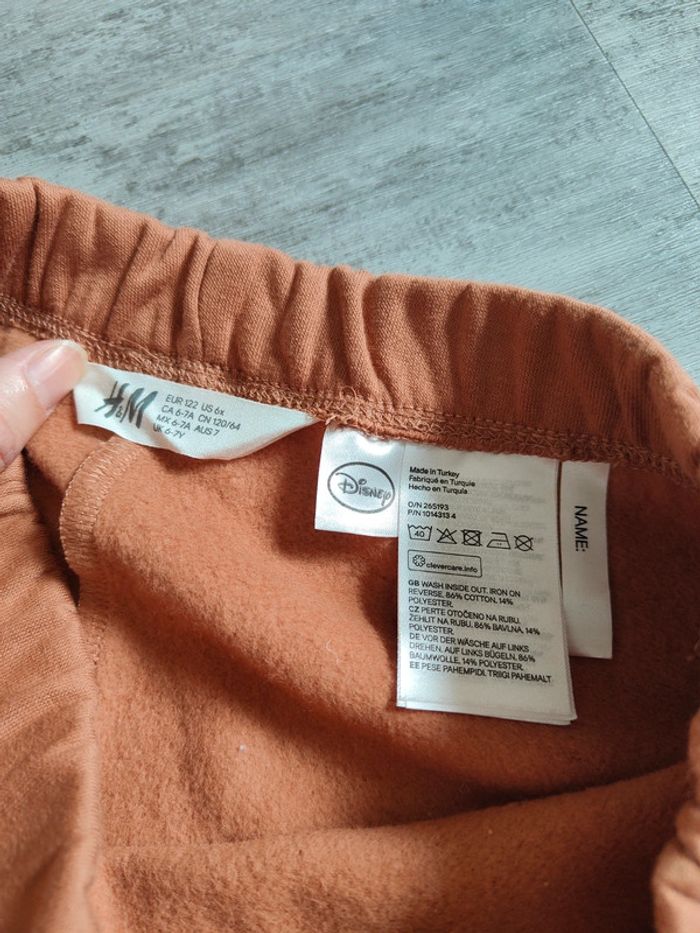 H&M
EUR 122 US 6x
CA 6-7A CN 120/64
MX 6-7A AUS 7
UK 6-7Y
Disney
Made in Turkey
Fabriqué en Turquie
Hecho en Turquía
O/N 265193
P/N 1014313 4
40
clevercare.info
GB WASH INSIDE OUT. IRON ON
REVERSE. 86% COTTON. 14%
POLYESTER.
CZ PERTE OTOČENO NA RUBU.
ŽEHLIT NA RUBU. 86% BAVLNA. 14%
POLYESTER.
DE VOR DER WÄSCHE AUF LINKS
DREHEN. AUF LINKS BÜGELN. 86%
BAUMWOLLE. 14% POLYESTER.
EE PESE PAHEMPIDI. TRIIGI PAHEMALT
NAME: